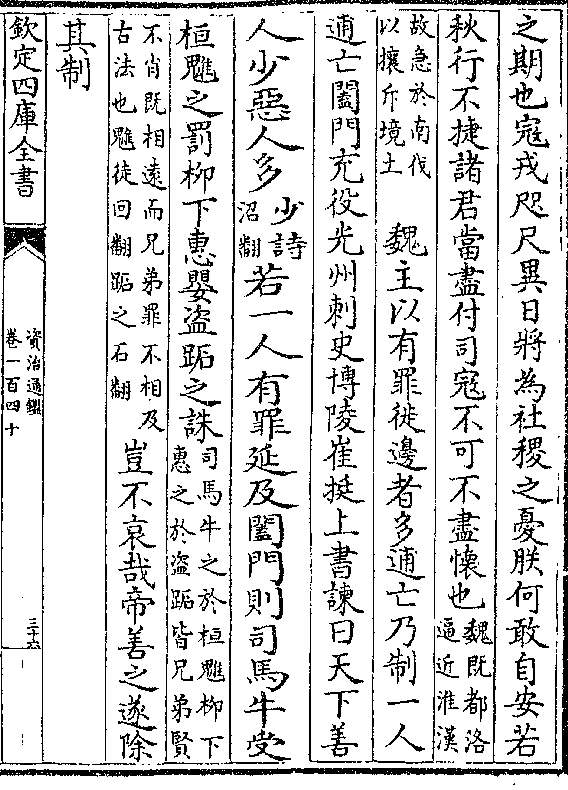 之期也寇戎咫尺異日將為社稷之憂朕何敢自安若
秋行不捷諸君當盡付司寇不可不盡懷也魏既都洛逼近淮漢
故急於南伐以攘斥境土 魏主以有罪徙邊者多逋亡乃制一人
逋亡闔門充役光州刺史博陵崔挺上書諫曰天下善
人少惡人多少詩沼翻若一人有罪延及闔門則司馬牛受
桓魋之罰柳下惠嬰盜跖之誅司馬牛之於桓魋柳下惠之於盜跖皆兄弟賢
不肖既相遠而兄弟罪不相及古法也魋徒回翻跖之石翻豈不哀哉帝善之遂除
其制
欽定四庫全書
資治通鑑
卷一百四十
三十六